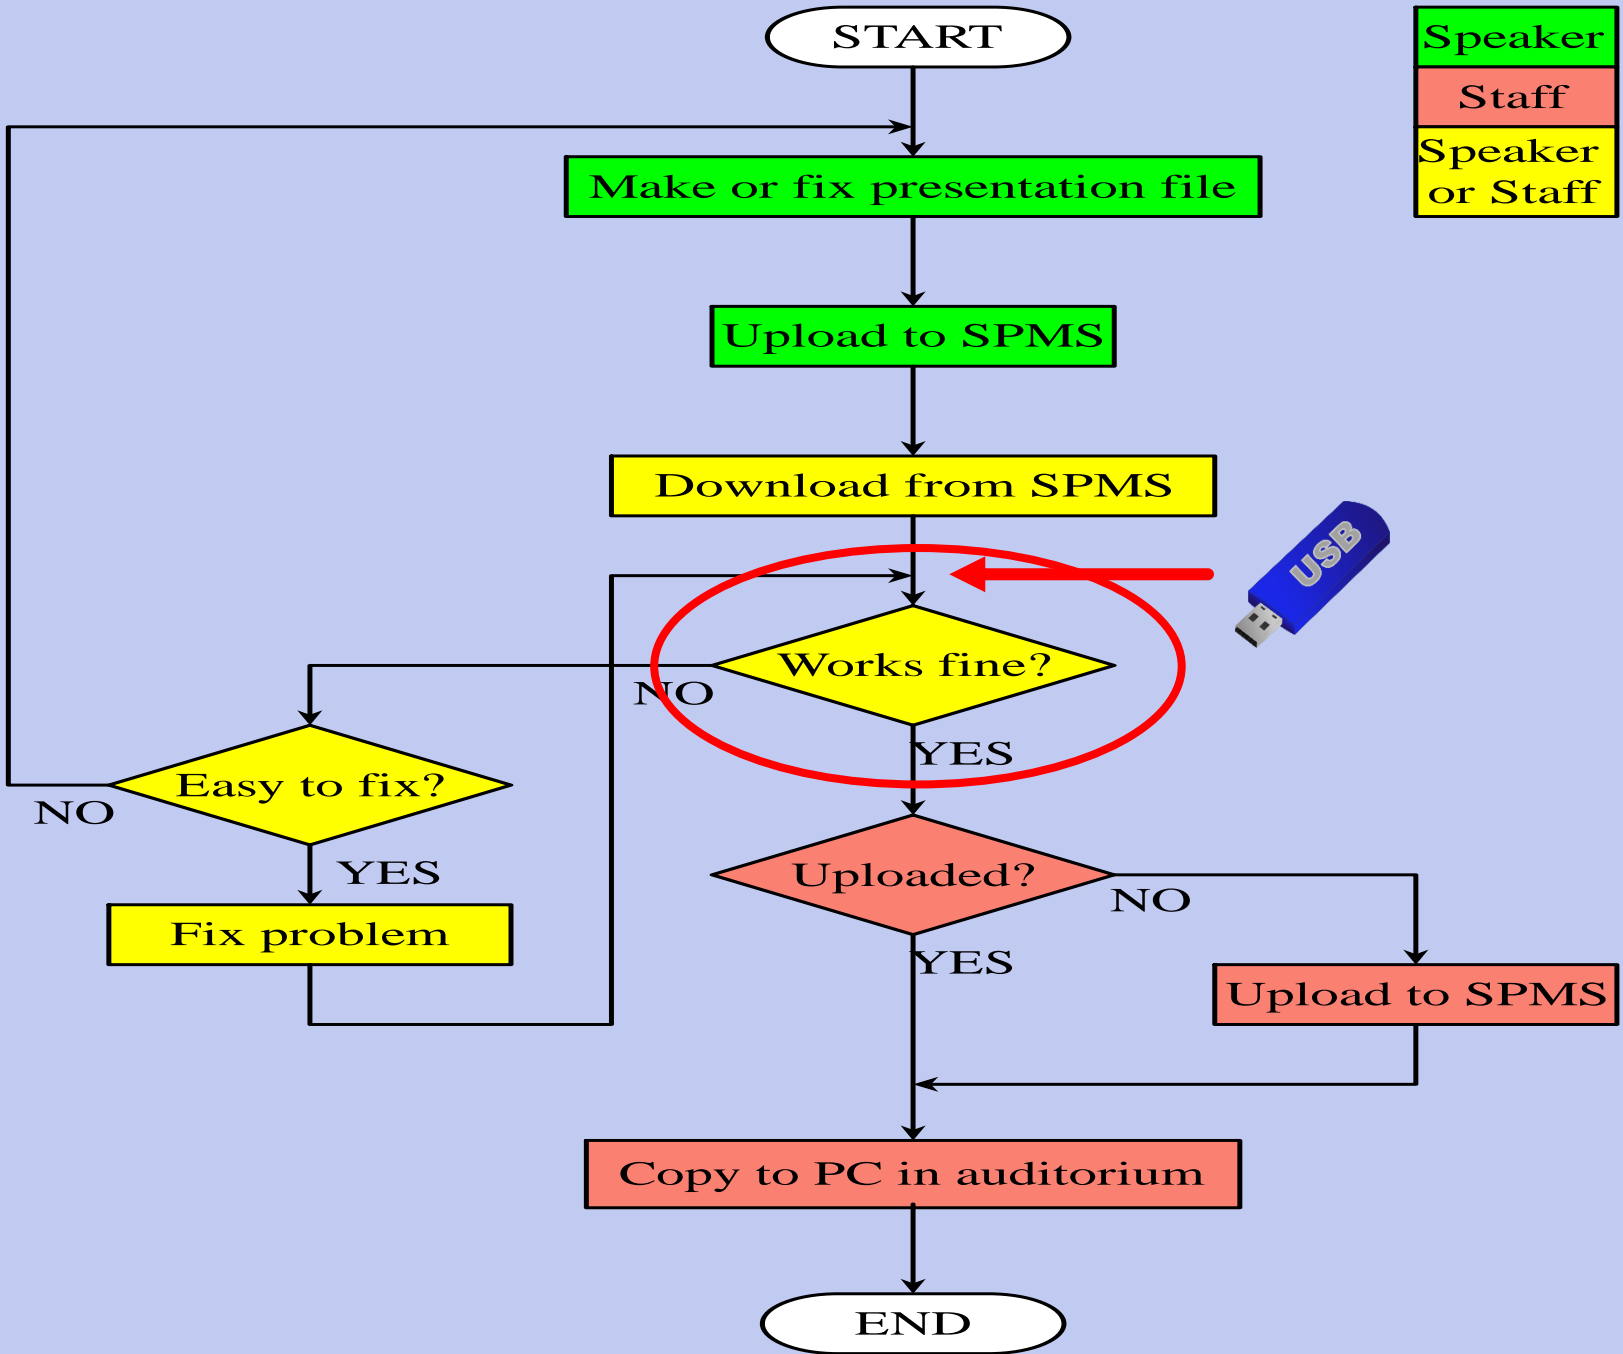 START
Speaker
Staff
Speaker
or Staff
Make or fix presentation file
Upload to SPMS
Download from SPMS
USB
Works fine?
NO
YES
Easy to fix?
NO
YES
Uploaded?
NO
Fix problem
YES
Upload to SPMS
Copy to PC in auditorium
END